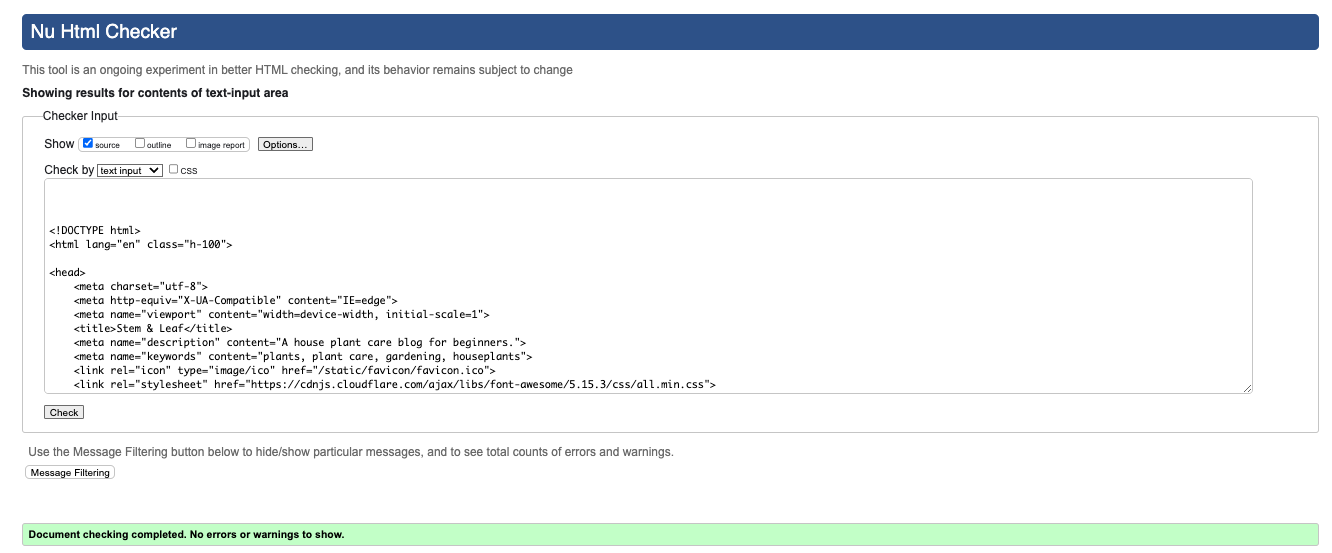 Nu Html Checker
This tool is an ongoing experiment in better HTML checking, and its behavior remains subject to change
Showing results for contents of text-input area
Checker Input
Show source outline image report Options...
Check by text input css
<!DOCTYPE html>
<html lang="en" class="h-100">
<head>
    <meta charset="utf-8">
    <meta http-equiv="X-UA-Compatible" content="IE=edge">
    <meta name="viewport" content="width=device-width, initial-scale=1">
    <title>Stem & Leaf</title>
    <meta name="description" content="A house plant care blog for beginners.">
    <meta name="keywords" content="plants, plant care, gardening, houseplants">
    <link rel="icon" type="image/ico" href="/static/favicon/favicon.ico">
    <link rel="stylesheet" href="https://cdnjs.cloudflare.com/ajax/libs/font-awesome/5.15.3/css/all.min.css">
Check
Use the Message Filtering button below to hide/show particular messages, and to see total counts of errors and warnings.
Message Filtering
Document checking completed. No errors or warnings to show.